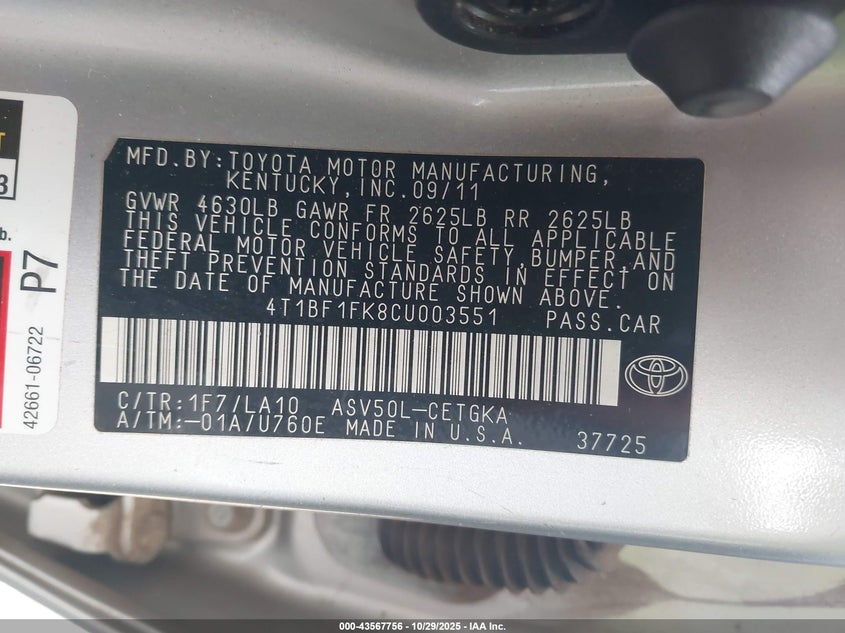 T
3
b.
P7
42661-06722
MFD.BY:TOYOTA MOTOR MANUFACTURING,
KENTUCKY,INC.09/11
GVWR 4630LB GAWR FR 2625LB RR 2625LB
THIS VEHICLE CONFORMS TO ALL APPLICABLE
FEDERAL MOTOR VEHICLE SAFETY,BUMPER,AND
THEFT PREVENTION STANDARDS IN EFFECT ON
THE DATE OF MANUFACTURE SHOWN ABOVE.
4T1BF1FK8CU003551 PASS.CAR
C/TR:1F7/LA10 ASV50L-CETGKA
A/TM:-01A/U760E MADE IN U.S.A. 37725
000-43567756 | 10/29/2025 | IAA Inc.